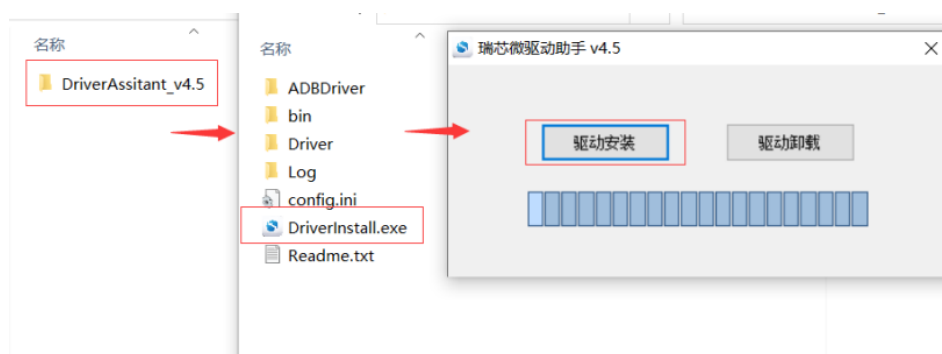 名称
DriverAssitant_v4.5
名称
ADBDriver
bin
Driver
Log
config.ini
DriverInstall.exe
Readme.txt
瑞芯微驱动助手 v4.5
驱动安装
驱动卸载